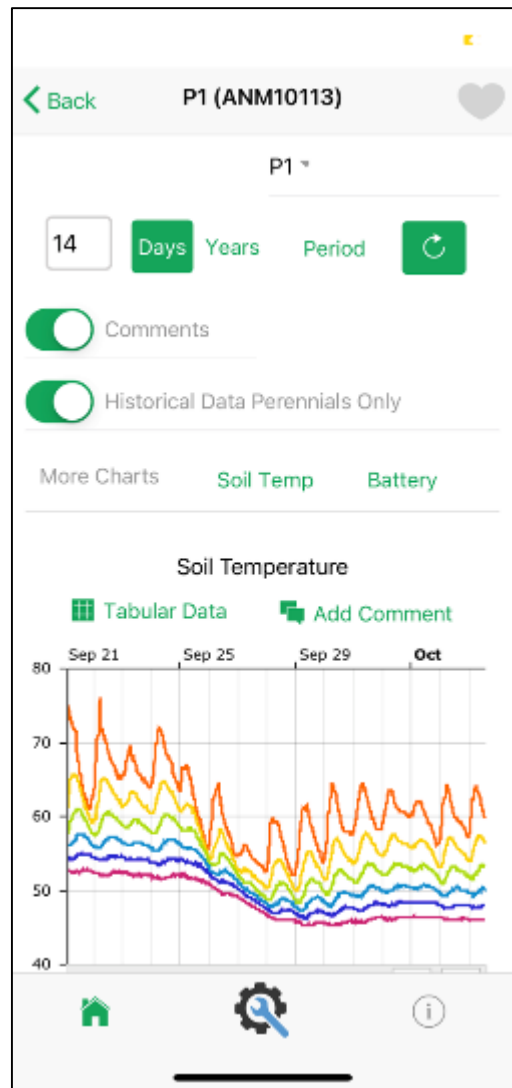 Back P1 (ANM10113)
P1
14 Days Years Period
Comments
Historical Data Perennials Only
More Charts Soil Temp Battery
Soil Temperature
Tabular Data Add Comment
Sep 21 Sep 25 Sep 29 Oct
80
70
60
50
40